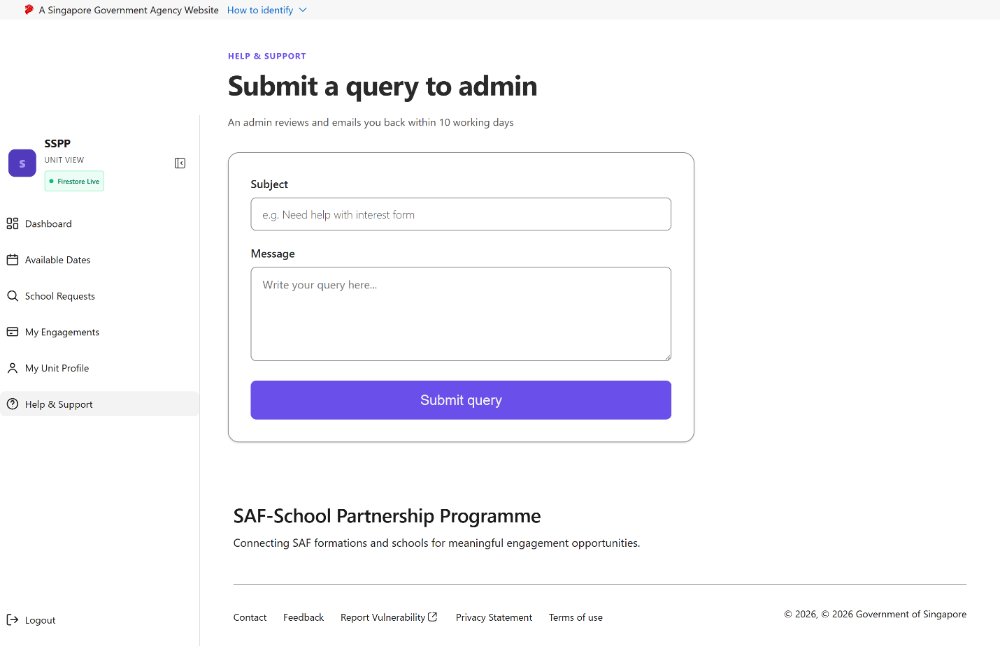 A Singapore Government Agency Website How to identify
HELP & SUPPORT
Submit a query to admin
An admin reviews and emails you back within 10 working days
SSPP
S
UNIT VIEW
Firestore Live
Dashboard
Available Dates
School Requests
My Engagements
My Unit Profile
Help & Support
Logout
Subject
e.g. Need help with interest form
Message
Write your query here...
Submit query
SAF-School Partnership Programme
Connecting SAF formations and schools for meaningful engagement opportunities.
Contact Feedback Report Vulnerability Privacy Statement Terms of use
© 2026, © 2026 Government of Singapore